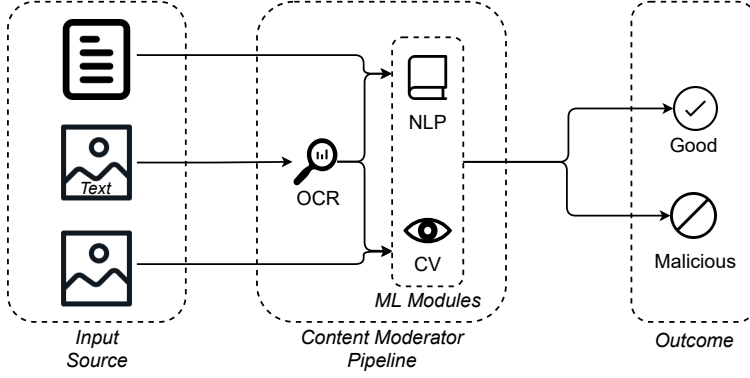 Text
OCR
NLP
CV
ML Modules
Good
Malicious
Input
Source
Content Moderator
Pipeline
Outcome